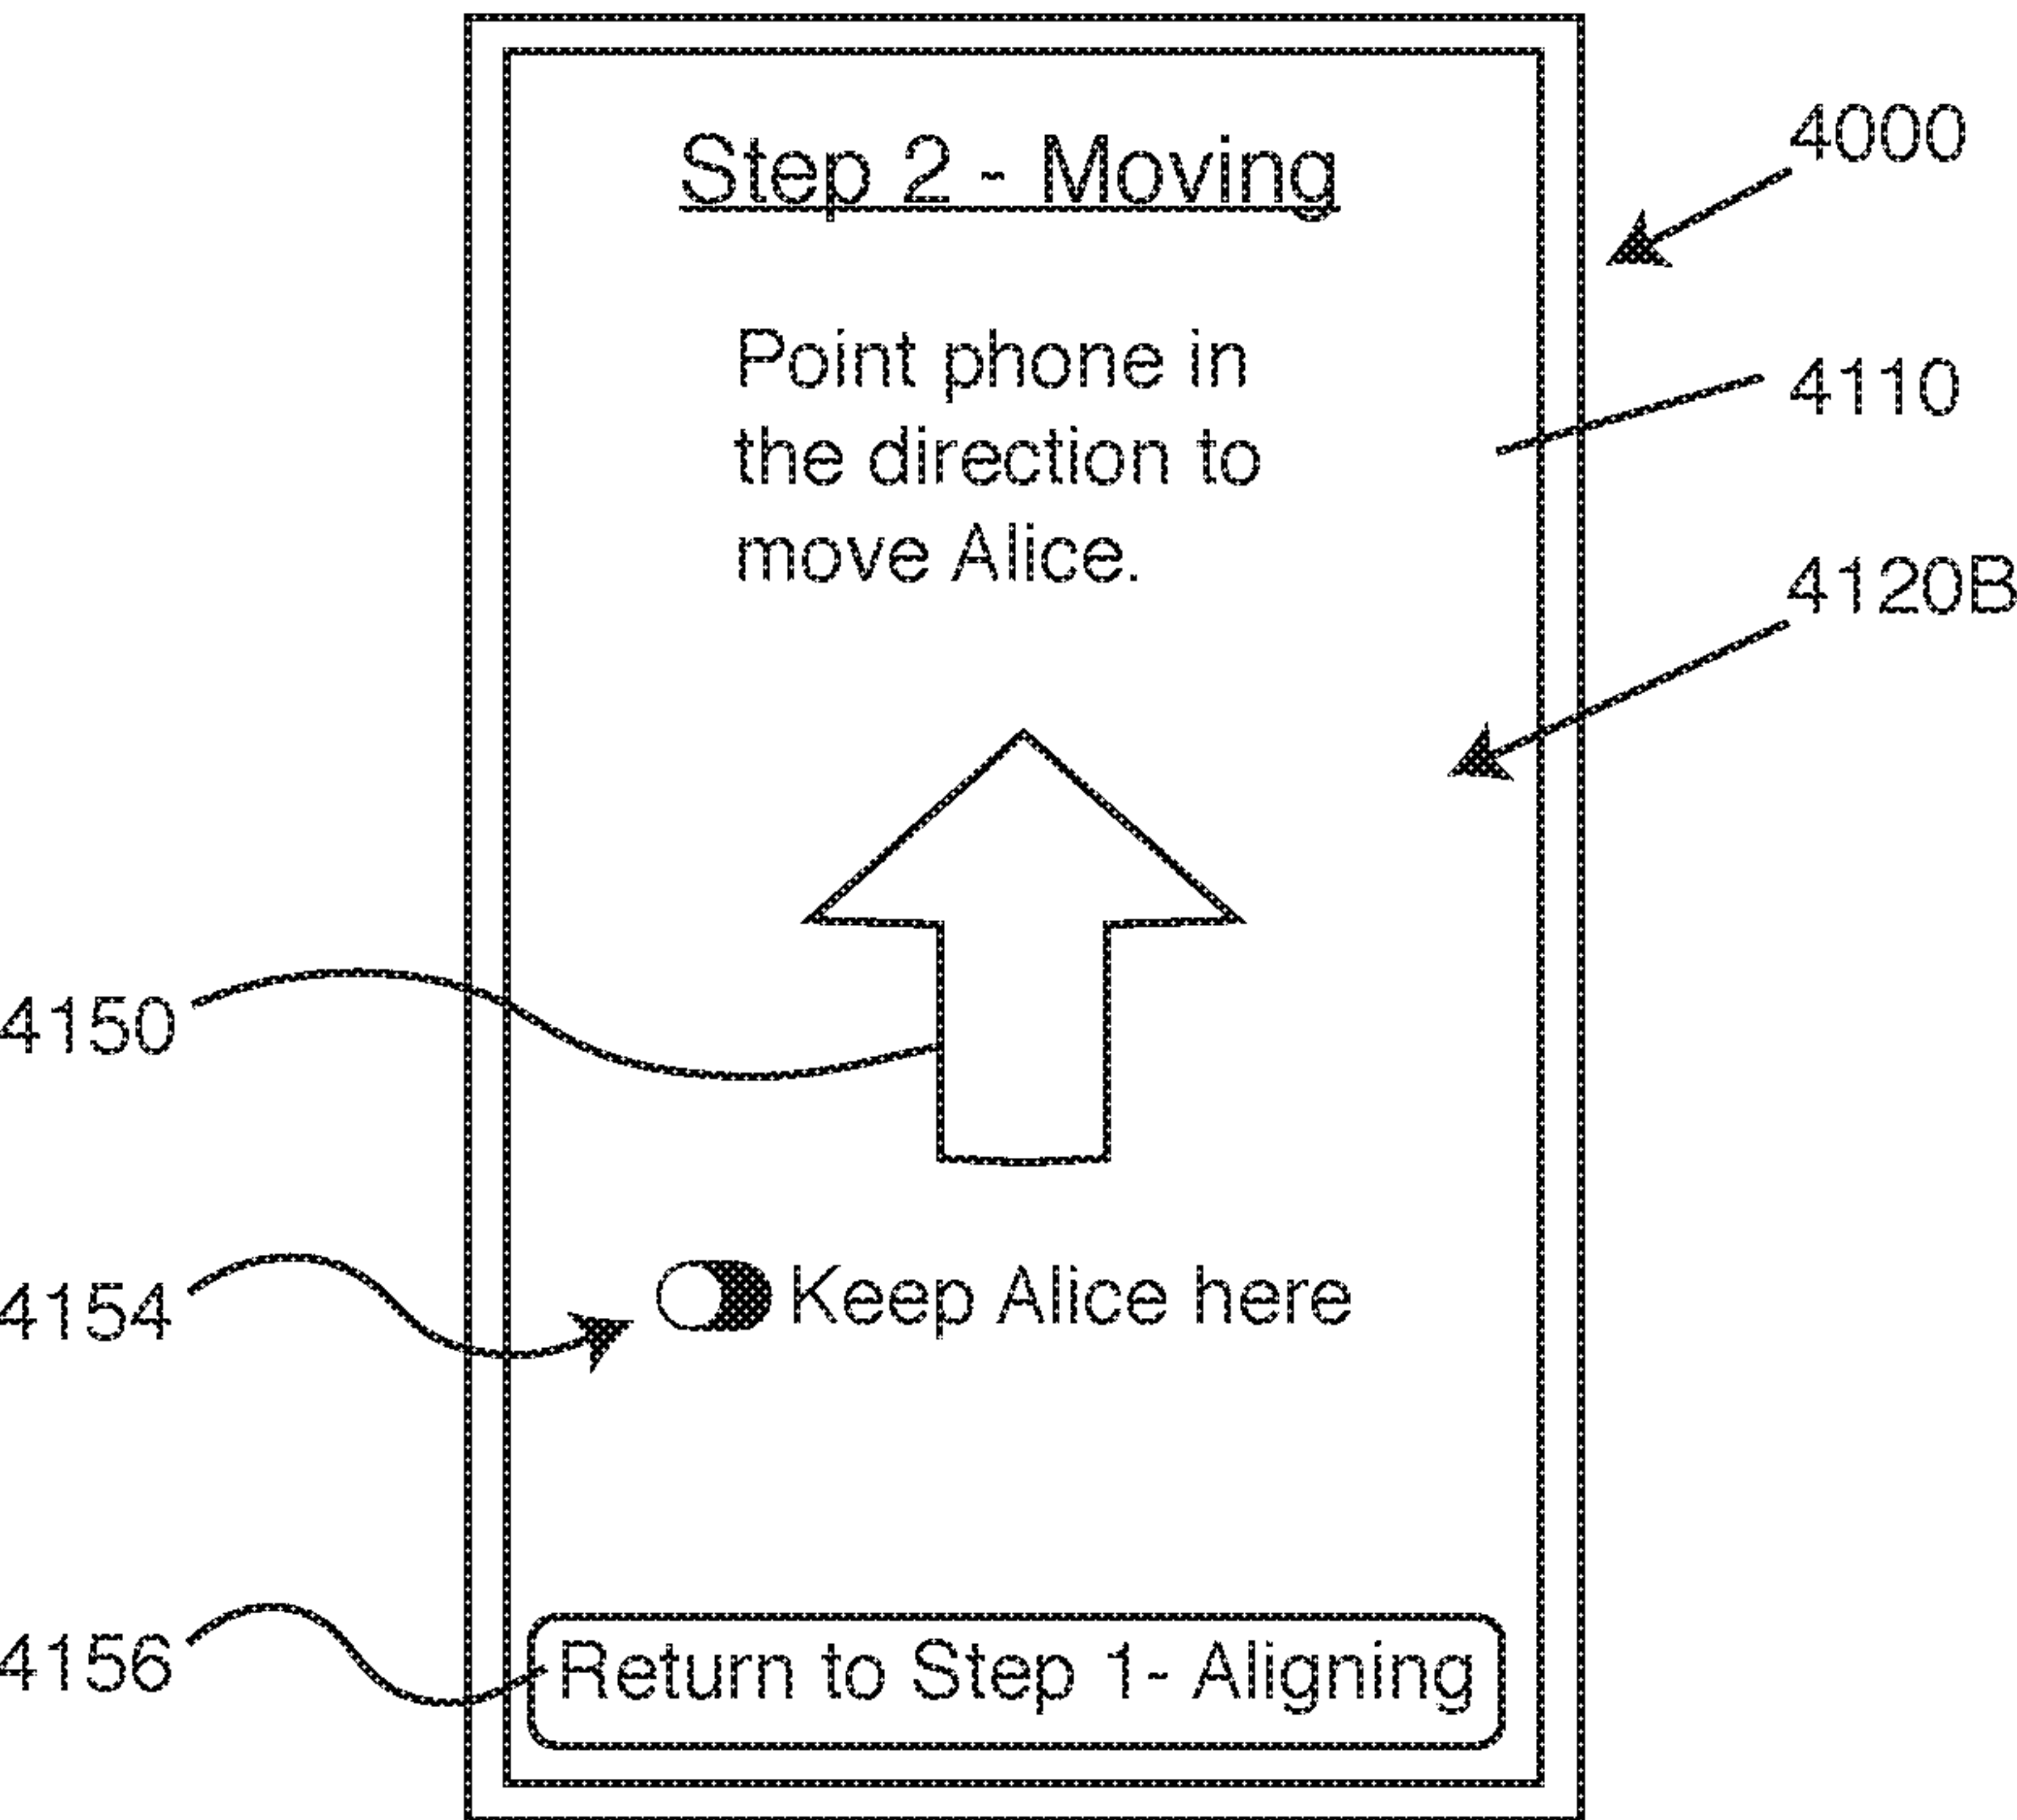 Step 2 - Moving
4000
Point phone in
the direction to
move Alice.
4110
4120B
4150
4154
Keep Alice here
4156
Return to Step 1- Aligning